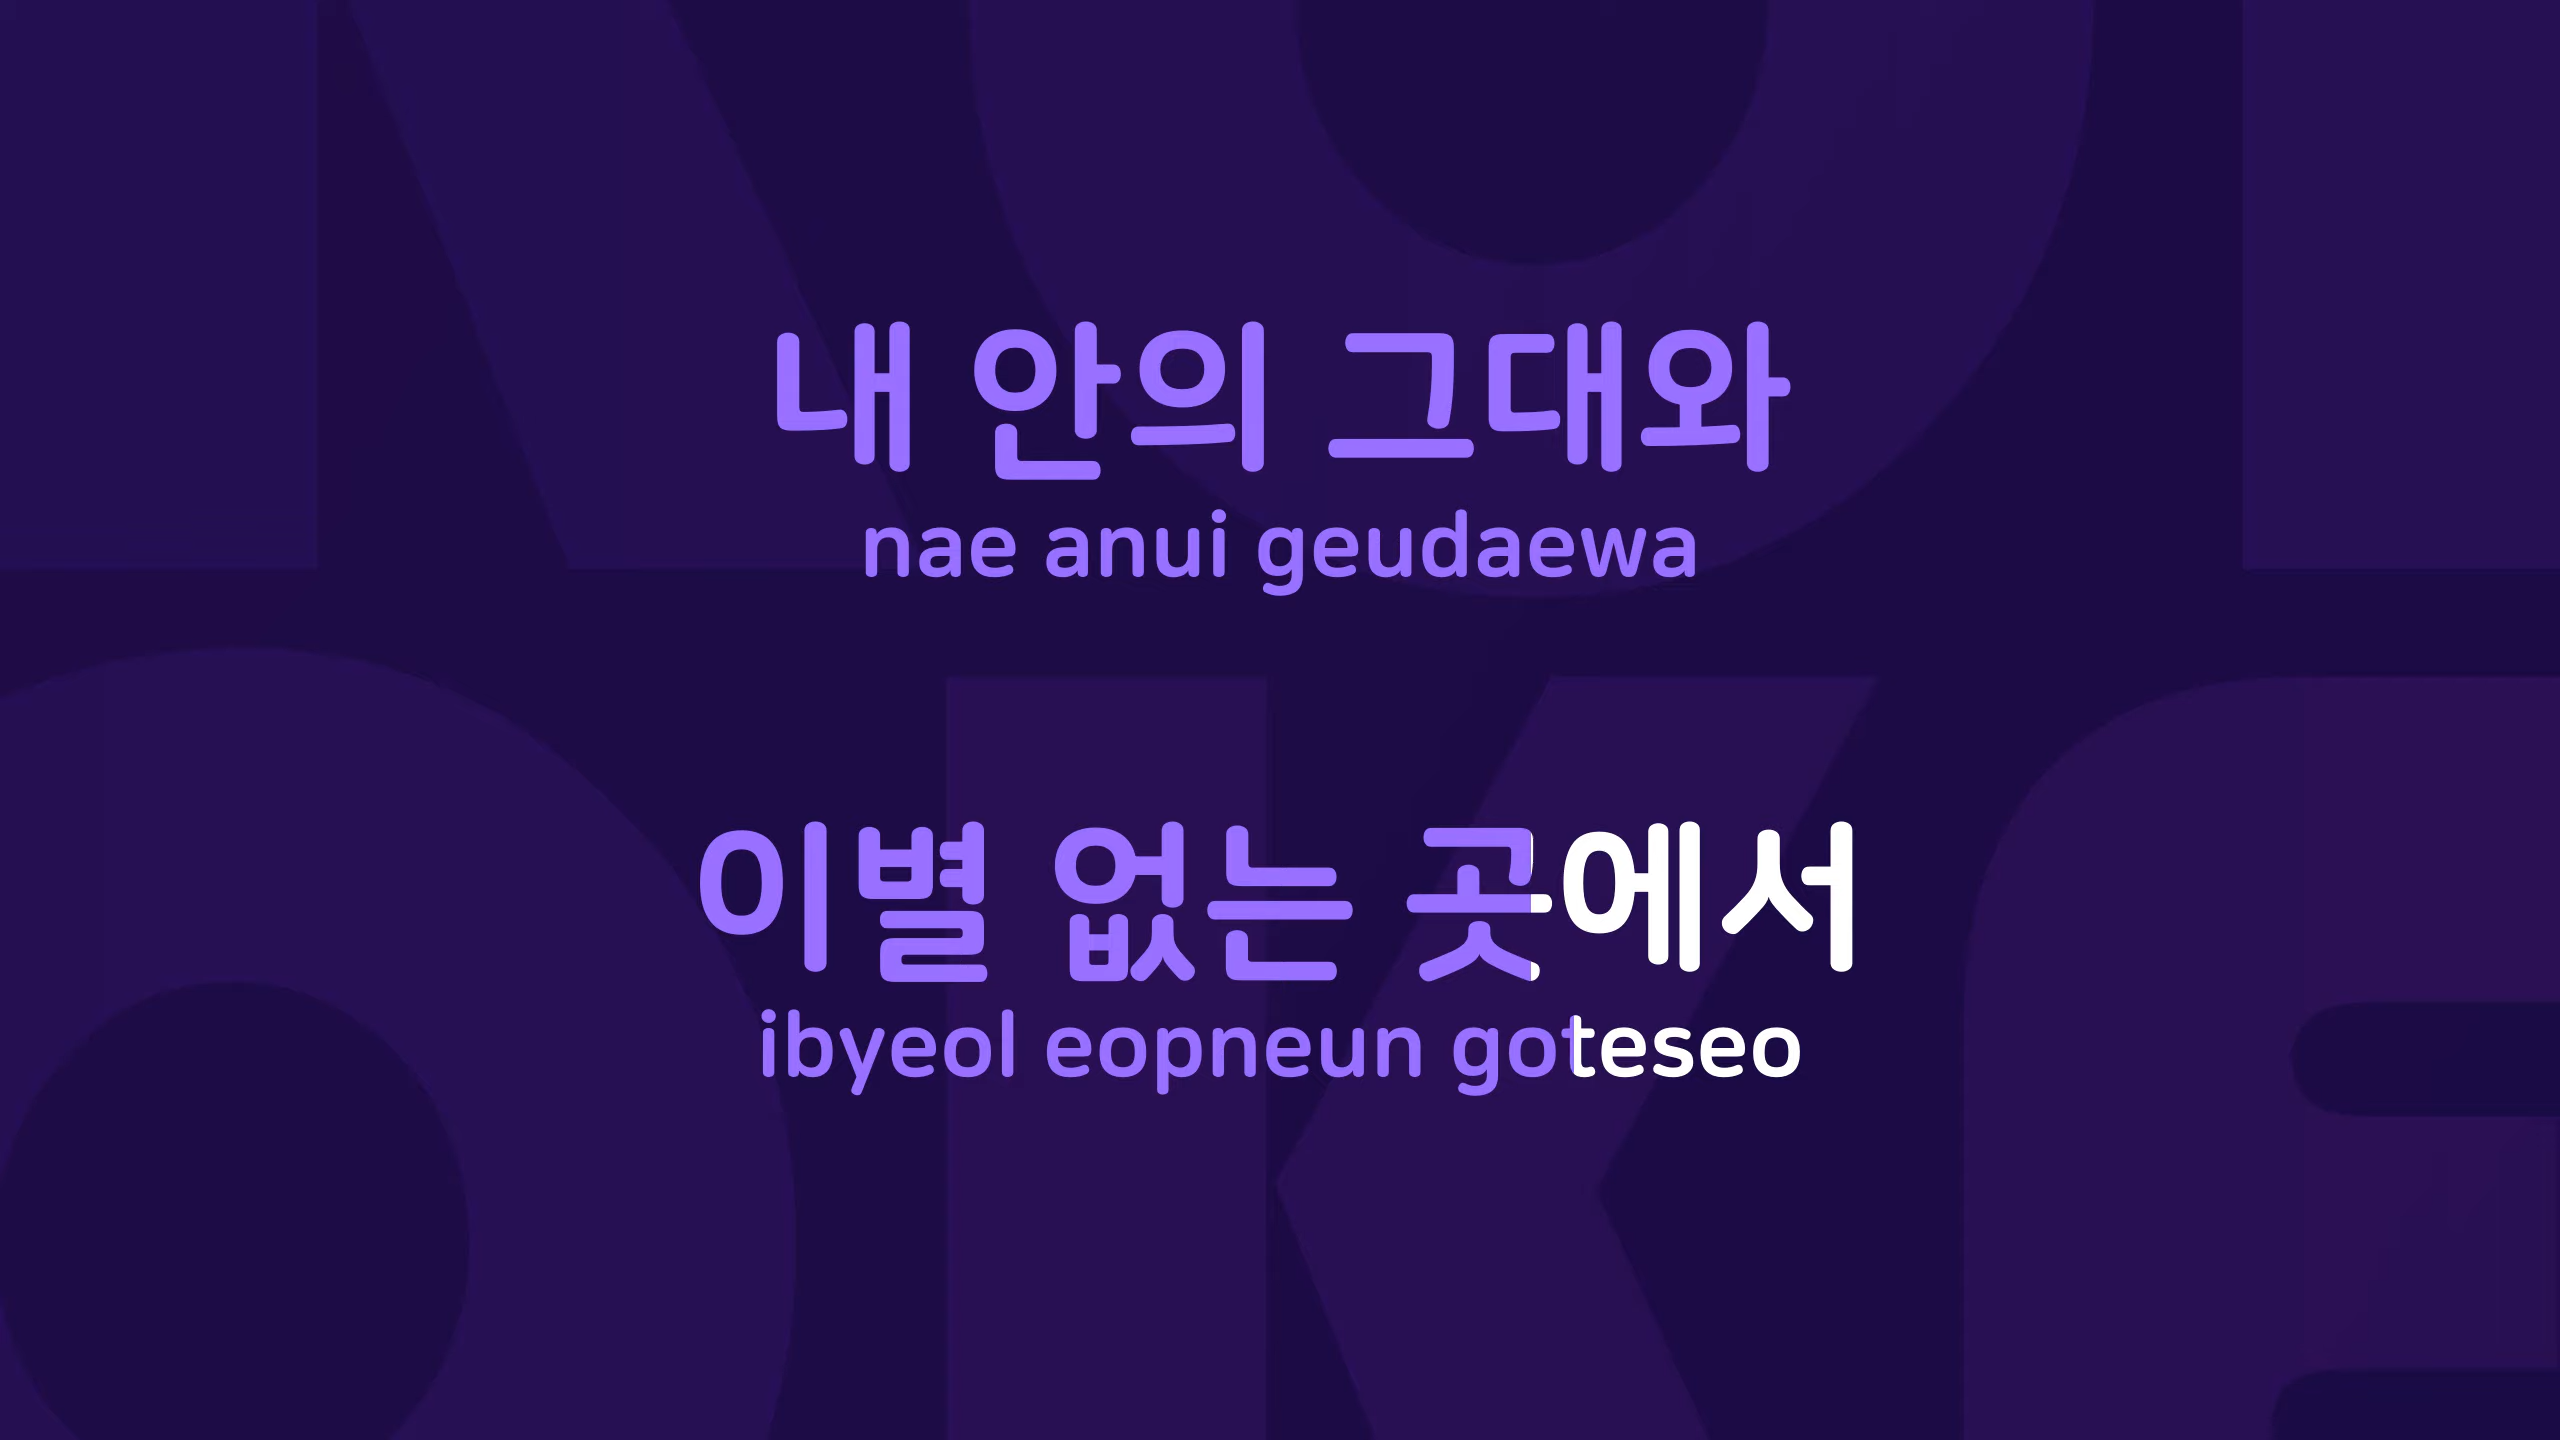 내 안의 그대와
nae anui geudaewa
이별 없는 곳에서
ibyeol eopneun goteseo